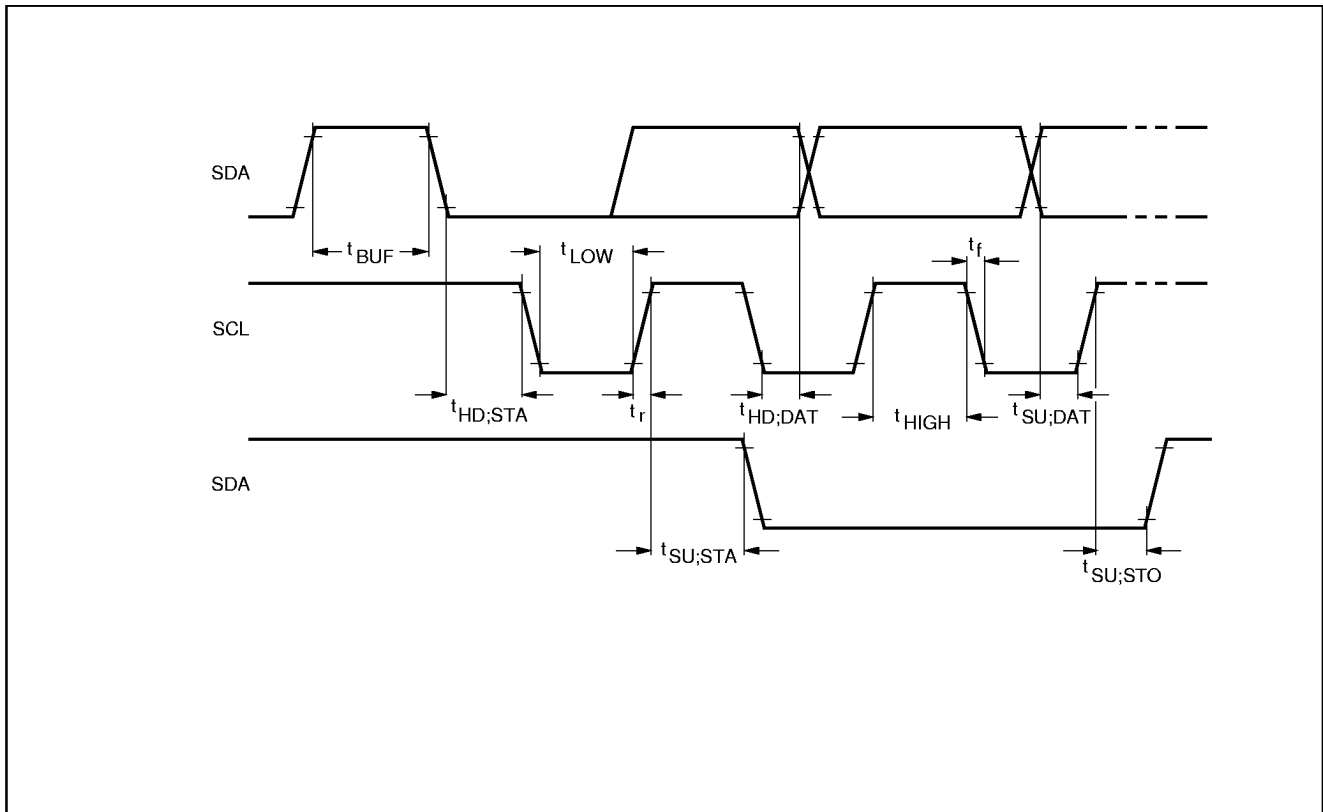 SDA
t BUF
t LOW
t f
SCL
t HD;STA
t r
t HD;DAT
t HIGH
t SU;DAT
SDA
t SU;STA
t SU;STO